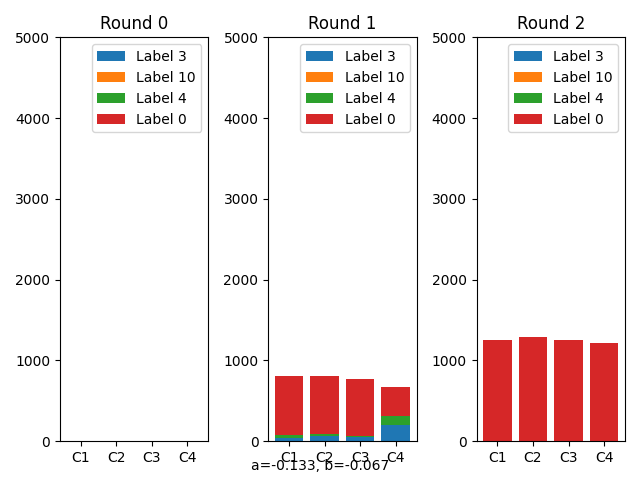 Round 0
Round 1
Round 2
5000
4000
3000
2000
1000
0
Label 3
Label 10
Label 4
Label 0
C1 C2 C3 C4
5000
4000
3000
2000
1000
0
Label 3
Label 10
Label 4
Label 0
C1 C2 C3 C4
5000
4000
3000
2000
1000
0
Label 3
Label 10
Label 4
Label 0
C1 C2 C3 C4
a=-0.133, b=-0.067